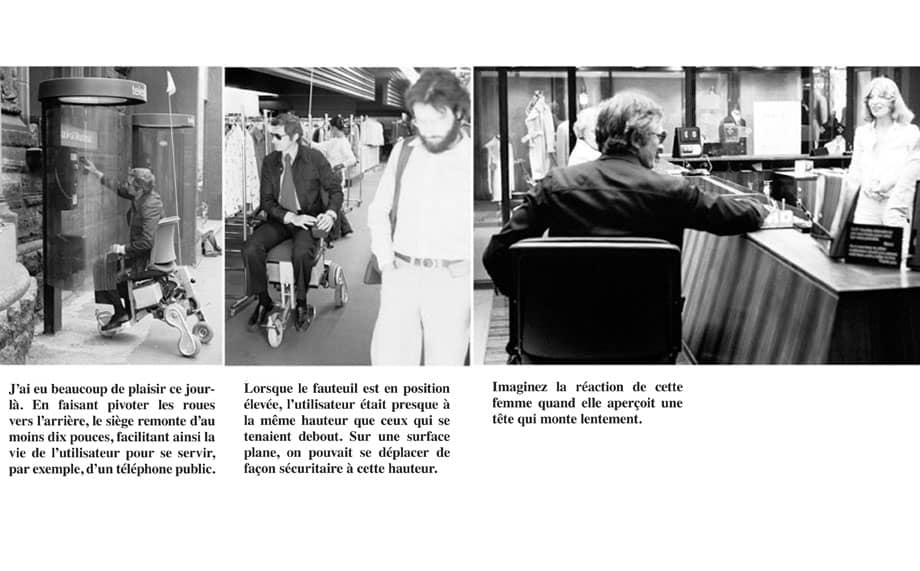 J'ai eu beaucoup de plaisir ce jour-
là. En faisant pivoter les roues
vers l'arrière, le siège remonte d'au
moins dix pouces, facilitant ainsi la
vie de l'utilisateur pour se servir,
par exemple, d'un téléphone public.
Lorsque le fauteuil est en position
élevée, l'utilisateur était presque à
la même hauteur que ceux qui se
tenaient debout. Sur une surface
plane, on pouvait se déplacer de
façon sécuritaire à cette hauteur.
Imaginez la réaction de cette
femme quand elle aperçoit une
tête qui monte lentement.